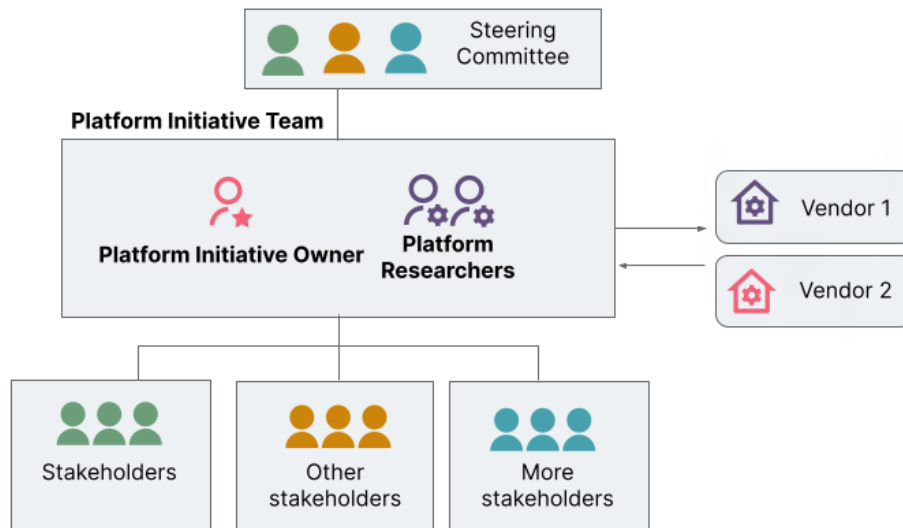 Steering
Committee
Platform Initiative Team
Platform Initiative Owner
Platform
Researchers
Vendor 1
Vendor 2
Stakeholders
Other
stakeholders
More
stakeholders